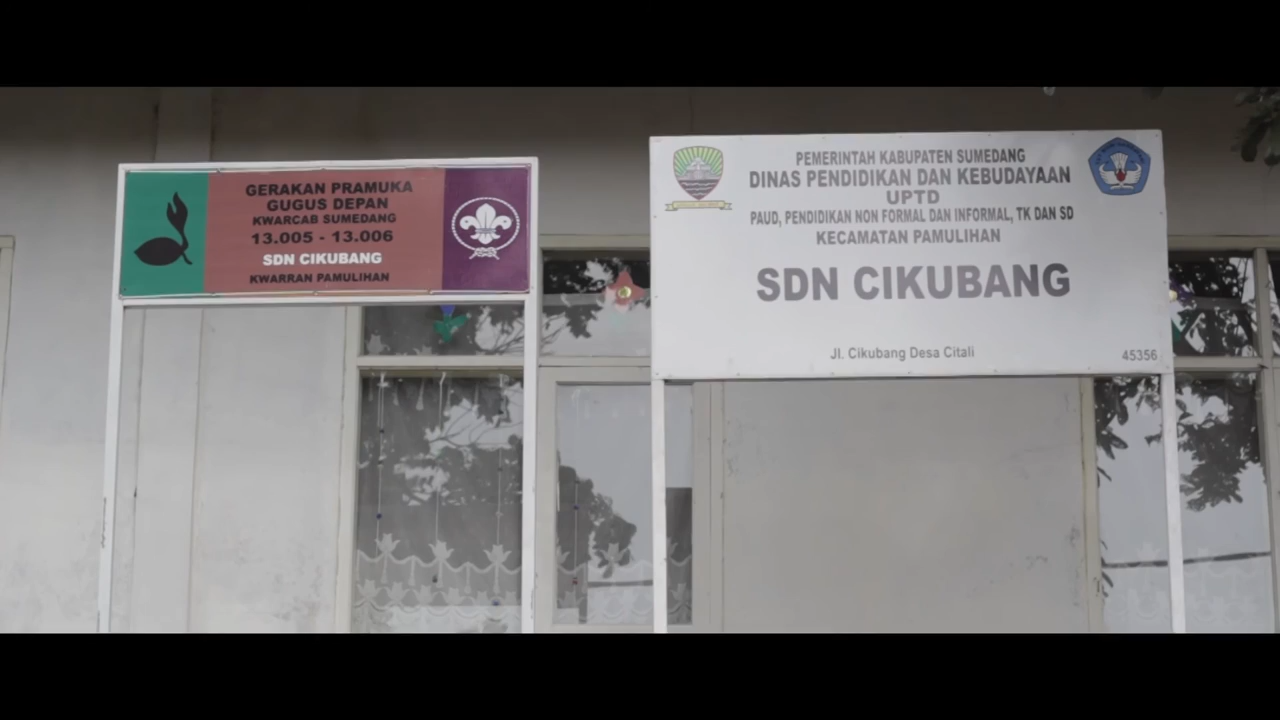 GERAKAN PRAMUKA
GUGUS DEPAN
KWARCAB SUMEDANG
13.005 - 13.006
SDN CIKUBANG
KWARRAN PAMULIHAN
PEMERINTAH KABUPATEN SUMEDANG
DINAS PENDIDIKAN DAN KEBUDAYAAN
UPTD
PAUD, PENDIDIKAN NON FORMAL DAN INFORMAL, TK DAN SD
KECAMATAN PAMULIHAN
SDN CIKUBANG
Jl. Cikubang Desa Citali
45356